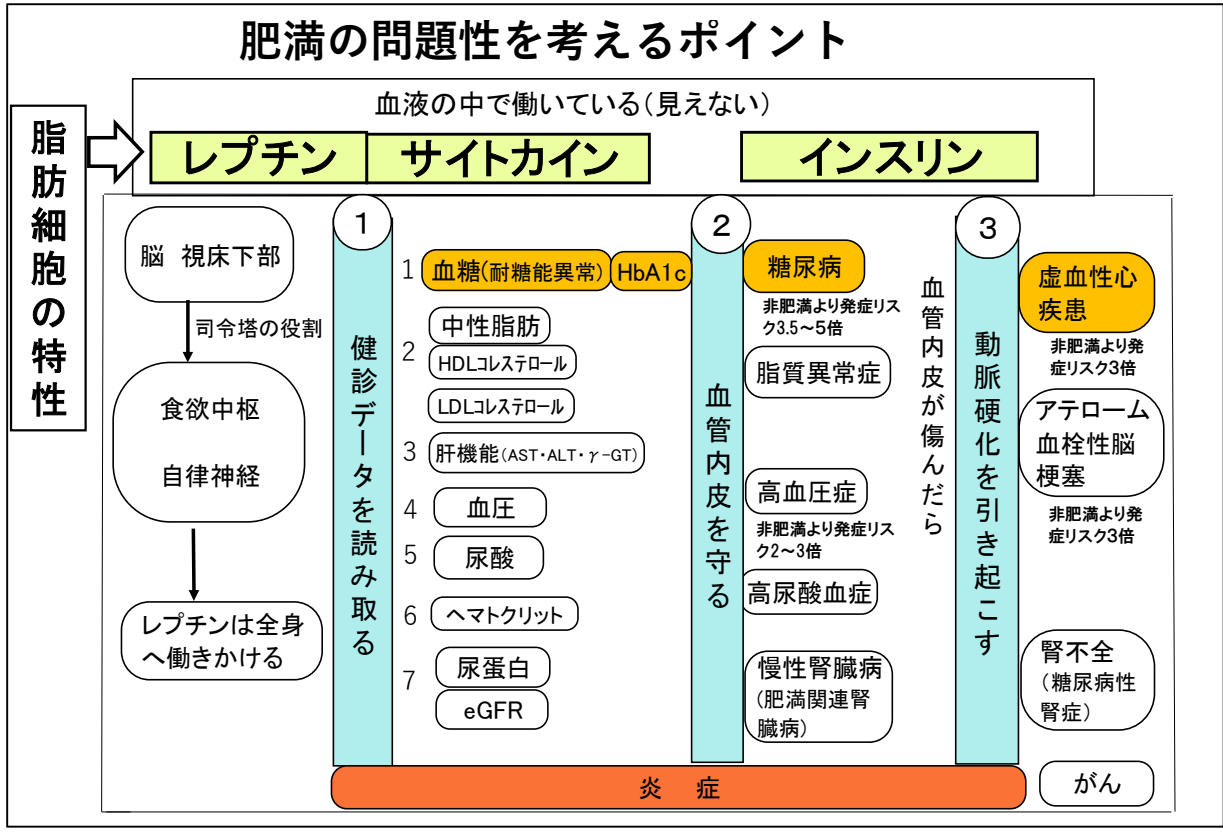 肥満の問題性を考えるポイント
脂肪細胞の特性
血液の中で働いている(見えない)
レプチン
サイトカイン
インスリン
脳 視床下部
司令塔の役割
食欲中枢
自律神経
レプチンは全身
へ働きかける
1
健診データを読み取る
1
血糖(耐糖能異常)
HbA1c
2
中性脂肪
HDLコレステロール
LDLコレステロール
3
肝機能(AST・ALT・γ-GT)
4
血圧
5
尿酸
6
ヘマトクリット
7
尿蛋白
eGFR
2
血管内皮を守る
糖尿病
非肥満より発症リス
ク3.5~5倍
脂質異常症
高血圧症
非肥満より発症リス
ク2~3倍
高尿酸血症
慢性腎臓病
(肥満関連腎
臓病)
血管内皮が傷んだら
3
動脈硬化を引き起こす
虚血性心
疾患
非肥満より発
症リスク3倍
アテローム
血栓性脳
梗塞
非肥満より発
症リスク3倍
腎不全
(糖尿病性
腎症)
がん
炎 症